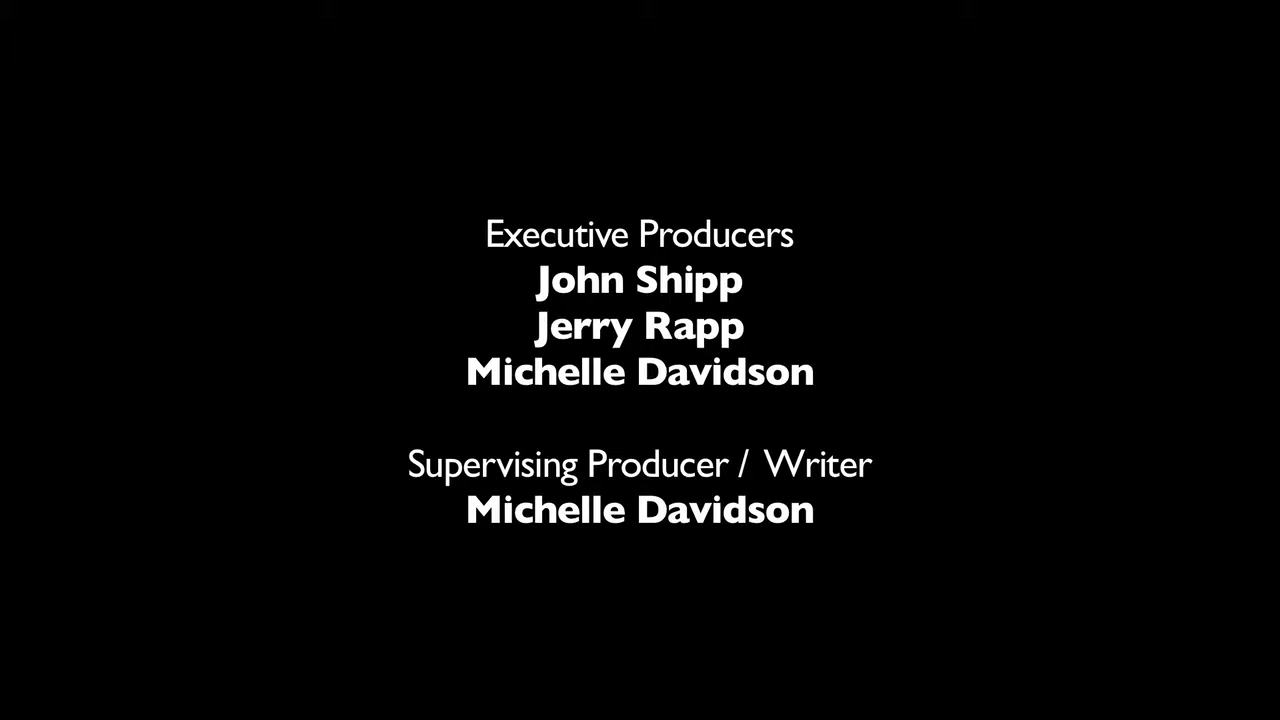 Executive Producers
John Shipp
Jerry Rapp
Michelle Davidson
Supervising Producer / Writer
Michelle Davidson